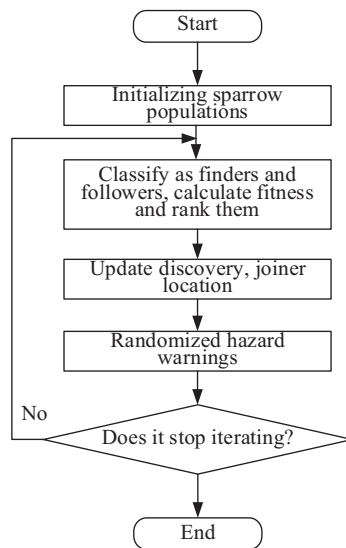 Start
Initializing sparrow
populations
Classify as finders and
followers, calculate fitness
and rank them
Update discovery, joiner
location
Randomized hazard
warnings
No
Does it stop iterating?
End